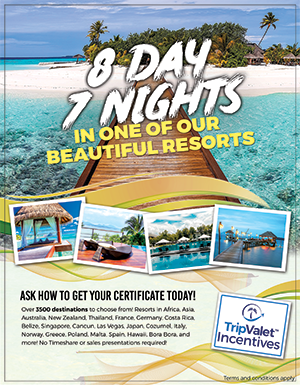 8 DAY
7 NIGHTS
IN ONE OF OUR
BEAUTIFUL RESORTS
ASK HOW TO GET YOUR CERTIFICATE TODAY!
Over 3500 destinations to choose from! Resorts in Africa, Asia,
Australia, New Zealand, Thailand, France, Germany, Costa Rica,
Belize, Singapore, Cancun, Las Vegas, Japan, Cozumel, Italy,
Norway, Greece, Poland, Malta, Spain, Hawaii, Bora Bora, and
more! No Timeshare or sales presentations required!
TripValet™
Incentives
Terms and conditions apply